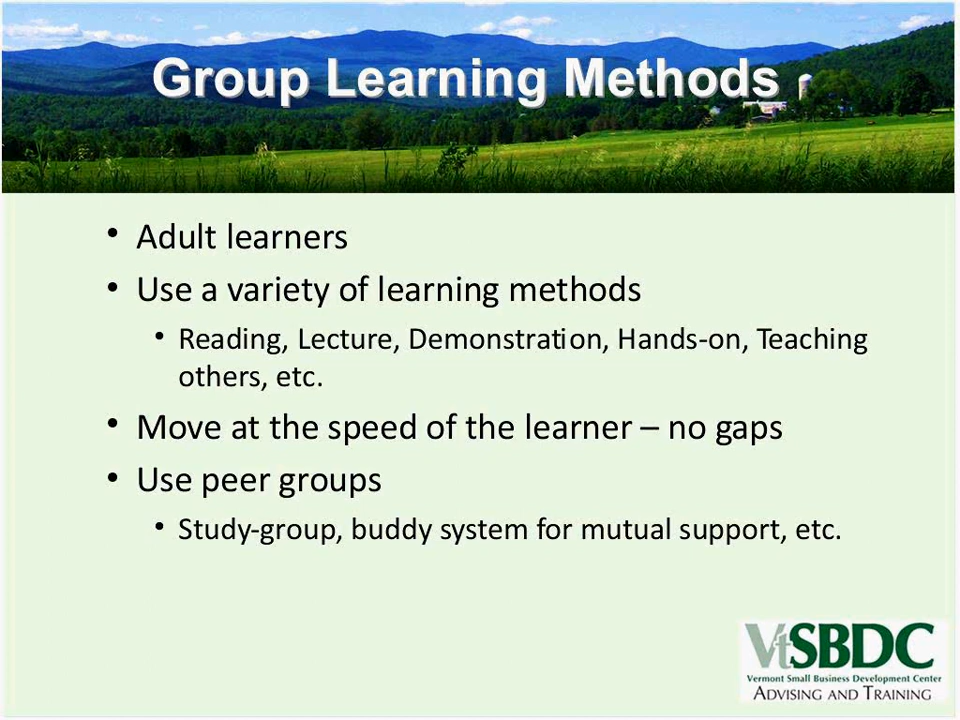 Group Learning Methods
• Adult learners
• Use a variety of learning methods
• Reading, Lecture, Demonstration, Hands-on, Teaching
others, etc.
• Move at the speed of the learner – no gaps
• Use peer groups
• Study-group, buddy system for mutual support, etc.
VtSBDC
Vermont Small Business Development Center
ADVISING AND TRAINING